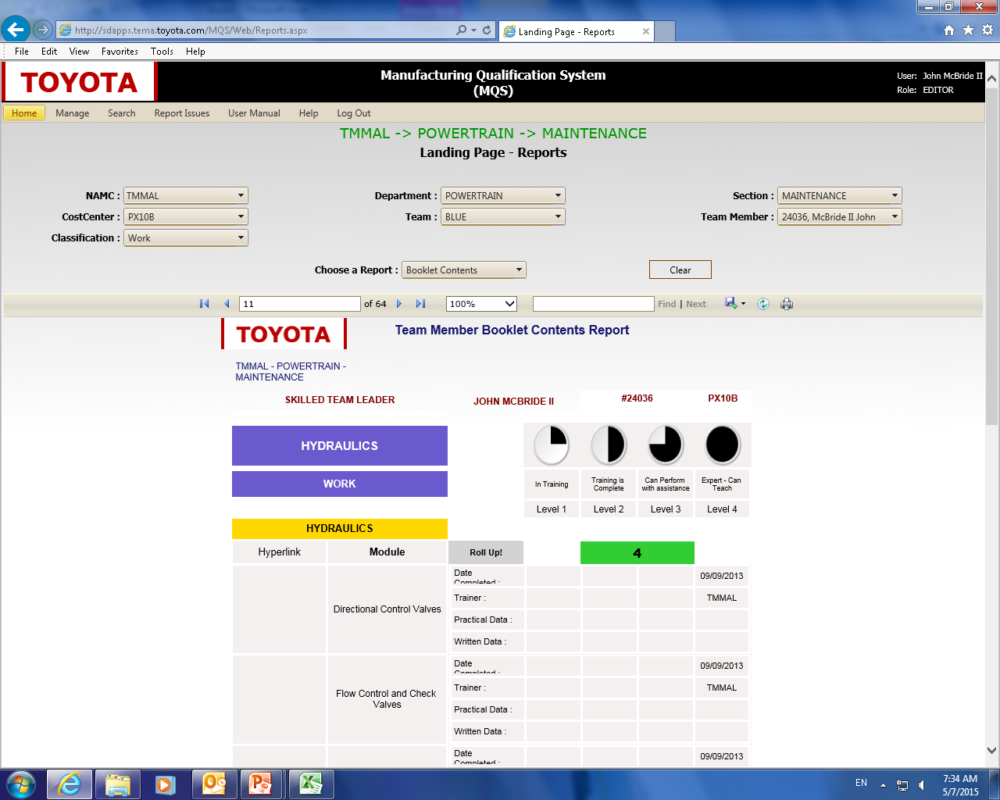 http://sdapps.tema.toyota.com/MQS/Web/Reports.aspx
Landing Page - Reports
File Edit View Favorites Tools Help
TOYOTA
Manufacturing Qualification System
(MQS)
User: John McBride II
Role: EDITOR
Home Manage Search Report Issues User Manual Help Log Out
TMMAL -> POWERTRAIN -> MAINTENANCE
Landing Page - Reports
NAMC : TMMAL Department : POWERTRAIN Section : MAINTENANCE
CostCenter : PX10B Team : BLUE Team Member : 24036, McBride II John
Classification : Work
Choose a Report : Booklet Contents Clear
11 of 64 100% Find | Next
TOYOTA
Team Member Booklet Contents Report
TMMAL - POWERTRAIN -
MAINTENANCE
SKILLED TEAM LEADER JOHN MCBRIDE II #24036 PX10B
HYDRAULICS
WORK
In Training
Training is
Complete
Can Perform
with assistance
Expert - Can
Teach
Level 1 Level 2 Level 3 Level 4
HYDRAULICS
Hyperlink Module Roll Up! 4
Directional Control Valves
Date
Completed :
09/09/2013
Trainer : TMMAL
Practical Data :
Written Data :
Flow Control and Check
Valves
Date
Completed :
09/09/2013
Trainer : TMMAL
Practical Data :
Written Data :
Date
Completed :
09/09/2013
EN
7:34 AM
5/7/2015